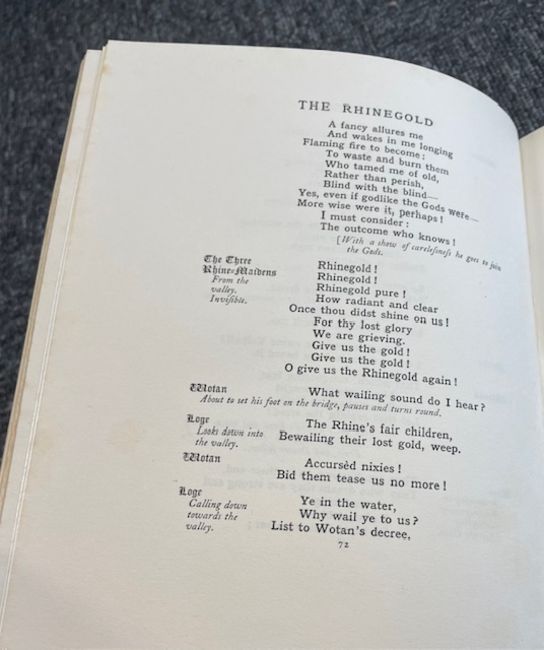 THE RHINEGOLD
A fancy allures me
And wakes in me longing
Flaming fire to become:
To waste and burn them
Who tamed me of old,
Rather than perish,
Blind with the blind—
Yes, even if godlike the Gods were—
More wise were it, perhaps!
I must consider:
The outcome who knows!
[With a show of carelessness he goes to join
the Gods.
The Three
Rhine-Maidens
From the
valley.
Invisible.
Rhinegold!
Rhinegold!
Rhinegold pure!
How radiant and clear
Once thou didst shine on us!
For thy lost glory
We are grieving.
Give us the gold!
Give us the gold!
O give us the Rhinegold again!
Wotan
What wailing sound do I hear?
About to set his foot on the bridge, pauses and turns round.
Loge
Looks down into
the valley.
The Rhine's fair children,
Bewailing their lost gold, weep.
Wotan
Accursèd nixies!
Bid them tease us no more!
Loge
Calling down
towards the
valley.
Ye in the water,
Why wail ye to us?
List to Wotan's decree.
72